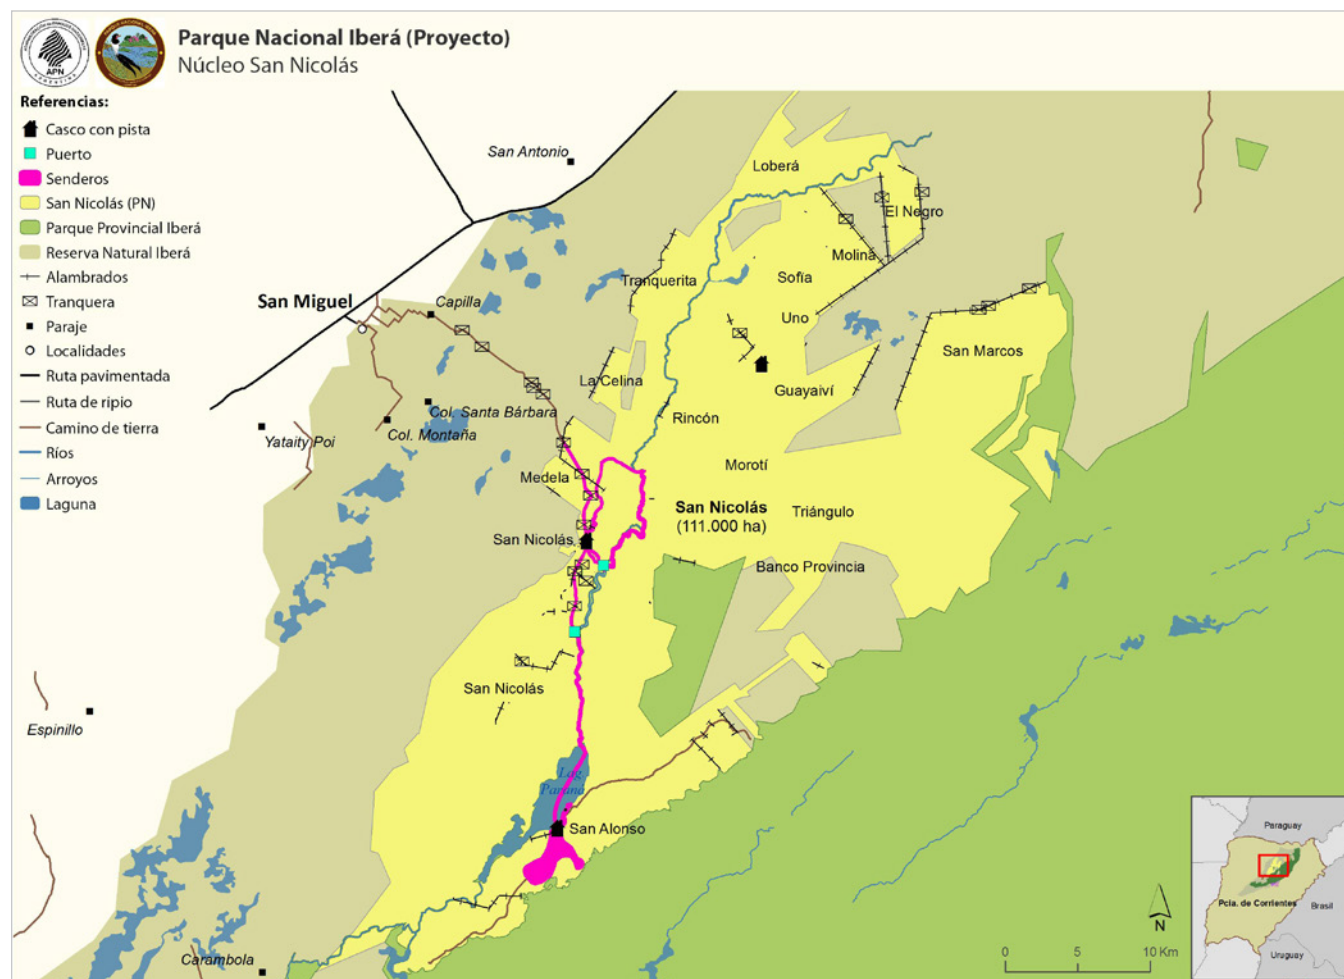 Parque Nacional Iberá (Proyecto)
Núcleo San Nicolás
APN
Referencias:
Casco con pista
Puerto
Senderos
San Nicolás (PN)
Parque Provincial Iberá
Reserva Natural Iberá
Alambrados
Tranquera
Paraje
Localidades
Ruta pavimentada
Ruta de ripio
Camino de tierra
Ríos
Arroyos
Laguna
San Antonio
Loberá
El Negro
Molina
Tranquerita
Sofía
San Miguel
Capilla
Uno
San Marcos
La Celina
Guayaiví
Col. Santa Bárbara
Rincón
Yataity Poi
Col. Montaña
Medela
Morotí
San Nicolás
(111.000 ha)
Triángulo
San Nicolás
Banco Provincia
San Nicolás
Espinillo
Lag
Paraná
San Alonso
Carambola
Paraguay
Pcia. de Corrientes
Brasil
Uruguay
N
0 5 10 Km